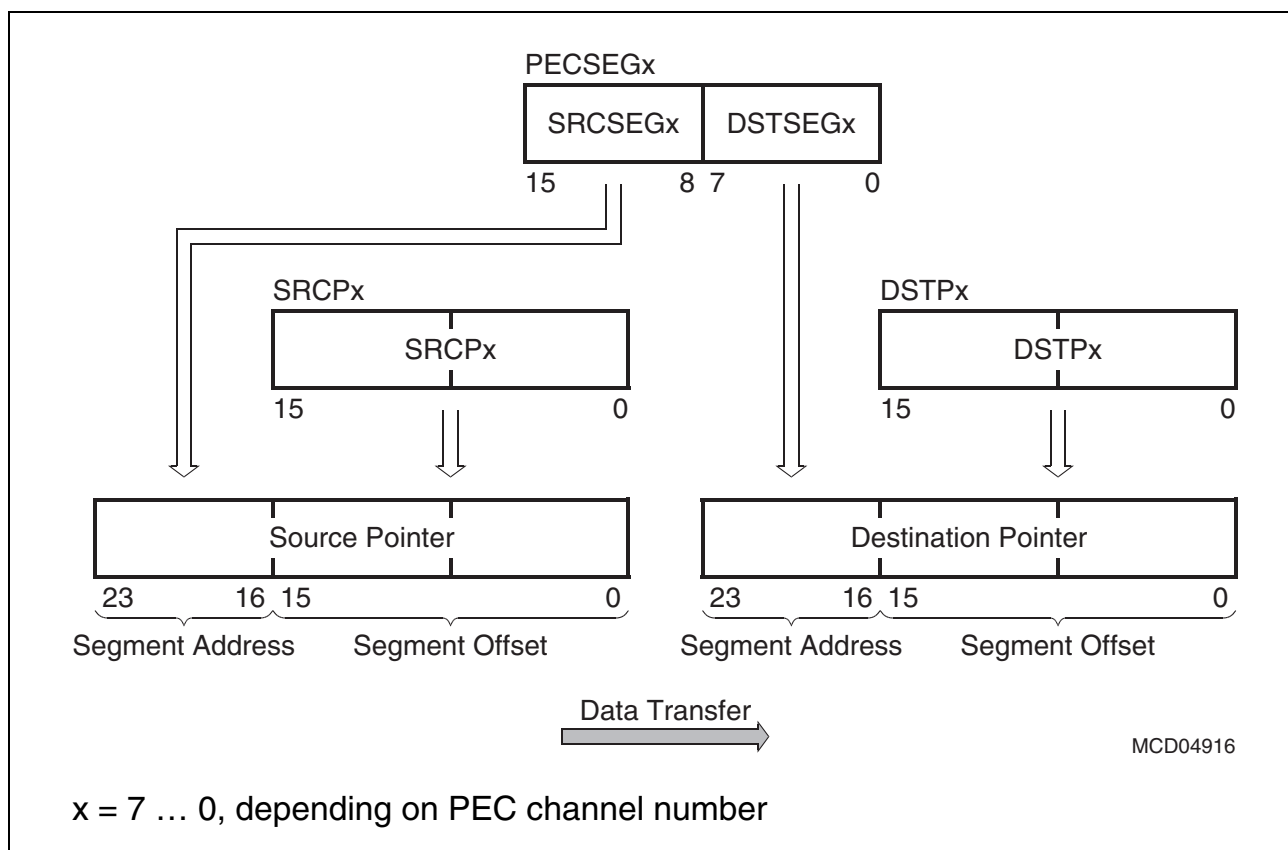 PECSEGx
SRCSEGx DSTSEGx
15 8 7 0
SRCPx DSTPx
SRCPx DSTPx
15 0 15 0
Source Pointer Destination Pointer
23 16 15 0 23 16 15 0
Segment Address Segment Offset Segment Address Segment Offset
Data Transfer
MCD04916
x = 7 … 0, depending on PEC channel number